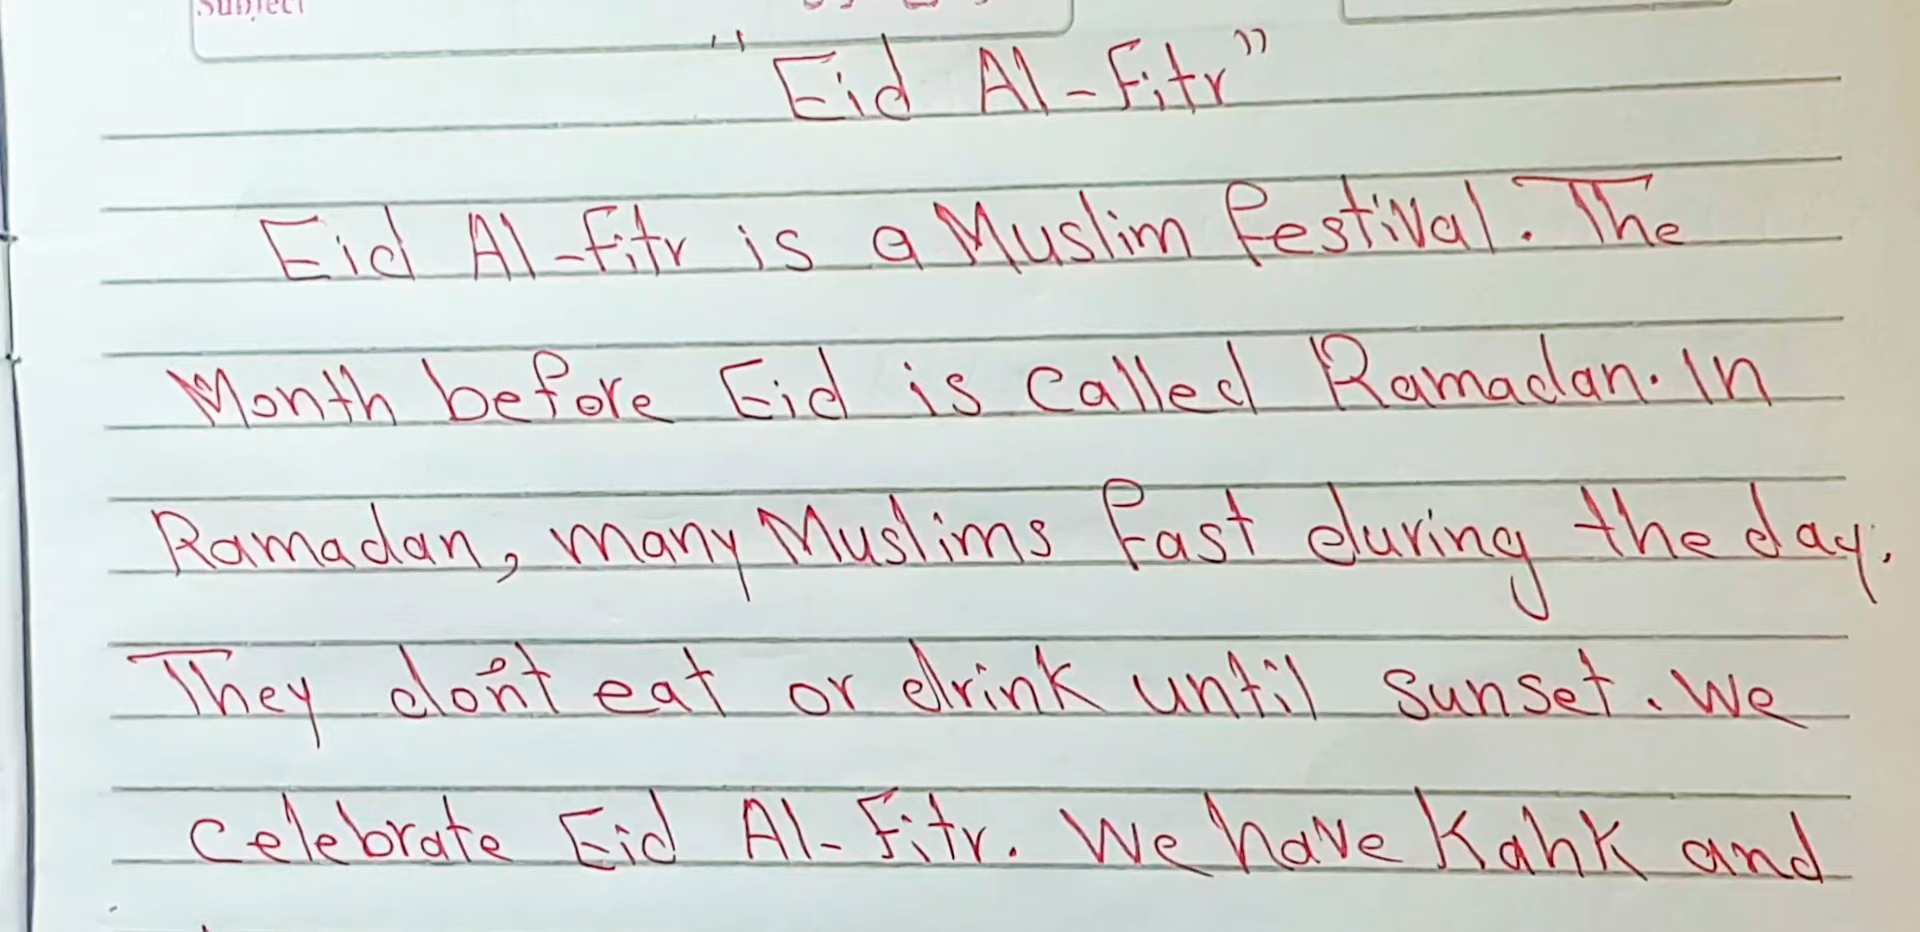 Subject
"Eid Al-Fitr"
Eid Al-Fitr is a Muslim festival. The
Month before Eid is called Ramadan. In
Ramadan, many Muslims fast during the day.
They don't eat or drink until sunset. We
celebrate Eid Al-Fitr. We have Kahk and